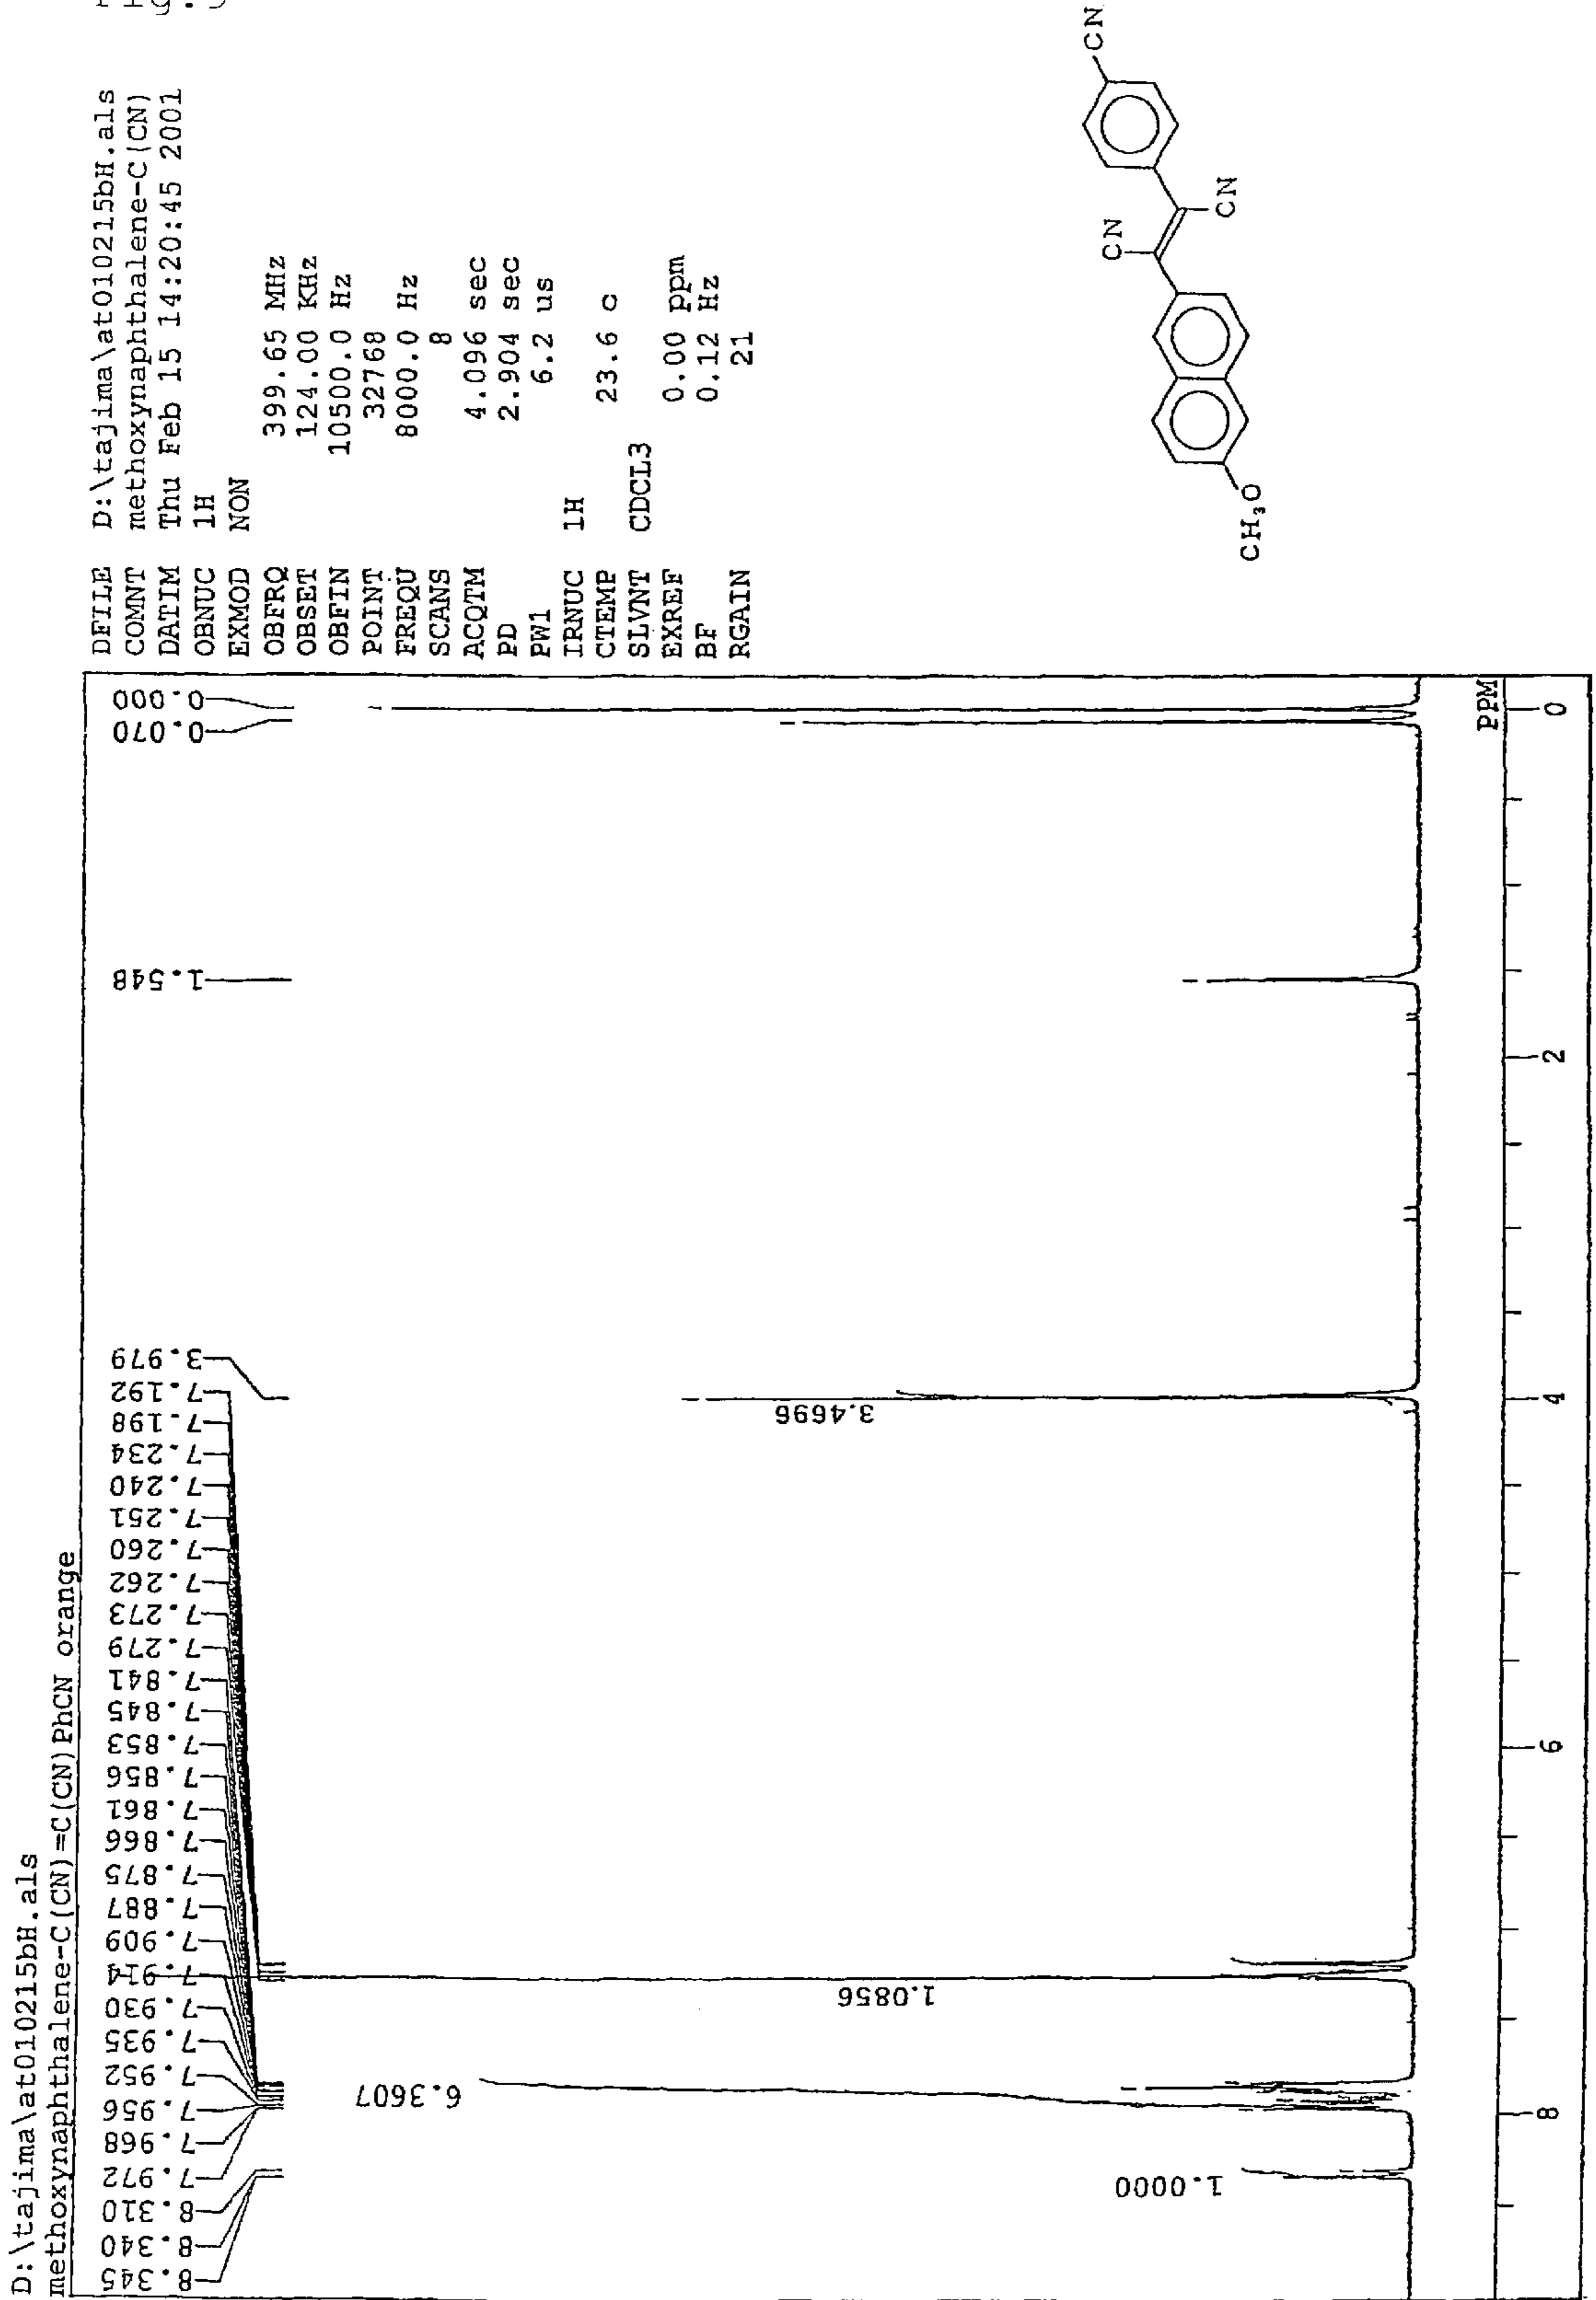 D:\tajima\at010215bH.als
methoxynaphthalene-C(CN)=C(CN)PhCN orange
8.345
8.340
8.310
7.972
7.968
7.956
7.952
7.935
7.930
7.914
7.909
7.887
7.875
7.866
7.861
7.856
7.853
7.845
7.841
7.279
7.273
7.262
7.260
7.251
7.240
7.234
7.198
7.192
3.979
1.548
0.070
0.000
1.0000
6.3607
1.0856
3.4696
8
6
4
2
0
PPM
DFILE D:\tajima\at010215bH.als
COMNT methoxynaphthalene-C(CN)
DATIM Thu Feb 15 14:20:45 2001
OBNUC 1H
EXMOD NON
OBFRQ 399.65 MHz
OBSET 124.00 KHz
OBFIN 10500.0 Hz
POINT 32768
FREQU 8000.0 Hz
SCANS 8
ACQTM 4.096 sec
PD 2.904 sec
PW1 6.2 us
IRNUC 1H
CTEMP 23.6 c
SLVNT CDCL3
EXREF 0.00 ppm
BF 0.12 Hz
RGAIN 21
CH3O
CN
CN
CN